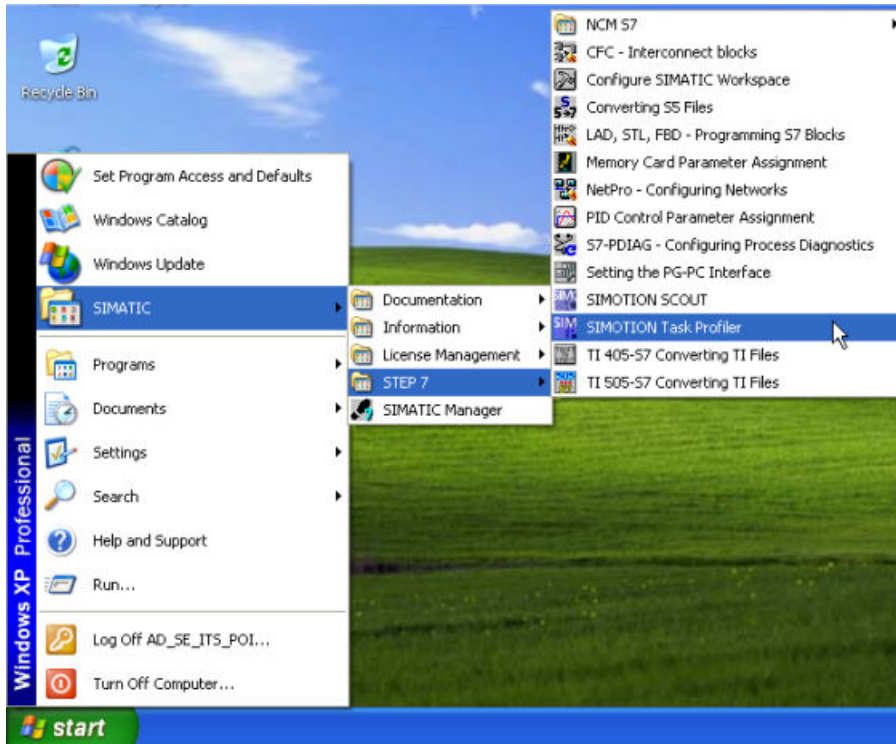 Recycle Bin
Set Program Access and Defaults
Windows Catalog
Windows Update
SIMATIC
Programs
Documents
Settings
Search
Help and Support
Run...
Log Off AD_SE_ITS_POI...
Turn Off Computer...
Windows XP Professional
start
Documentation
Information
License Management
STEP 7
SIMATIC Manager
NCM S7
CFC - Interconnect blocks
Configure SIMATIC Workspace
Converting S5 Files
LAD, STL, FBD - Programming S7 Blocks
Memory Card Parameter Assignment
NetPro - Configuring Networks
PID Control Parameter Assignment
S7-PDIAG - Configuring Process Diagnostics
Setting the PG-PC Interface
SIMOTION SCOUT
SIMOTION Task Profiler
TI 405-S7 Converting TI Files
TI 505-S7 Converting TI Files